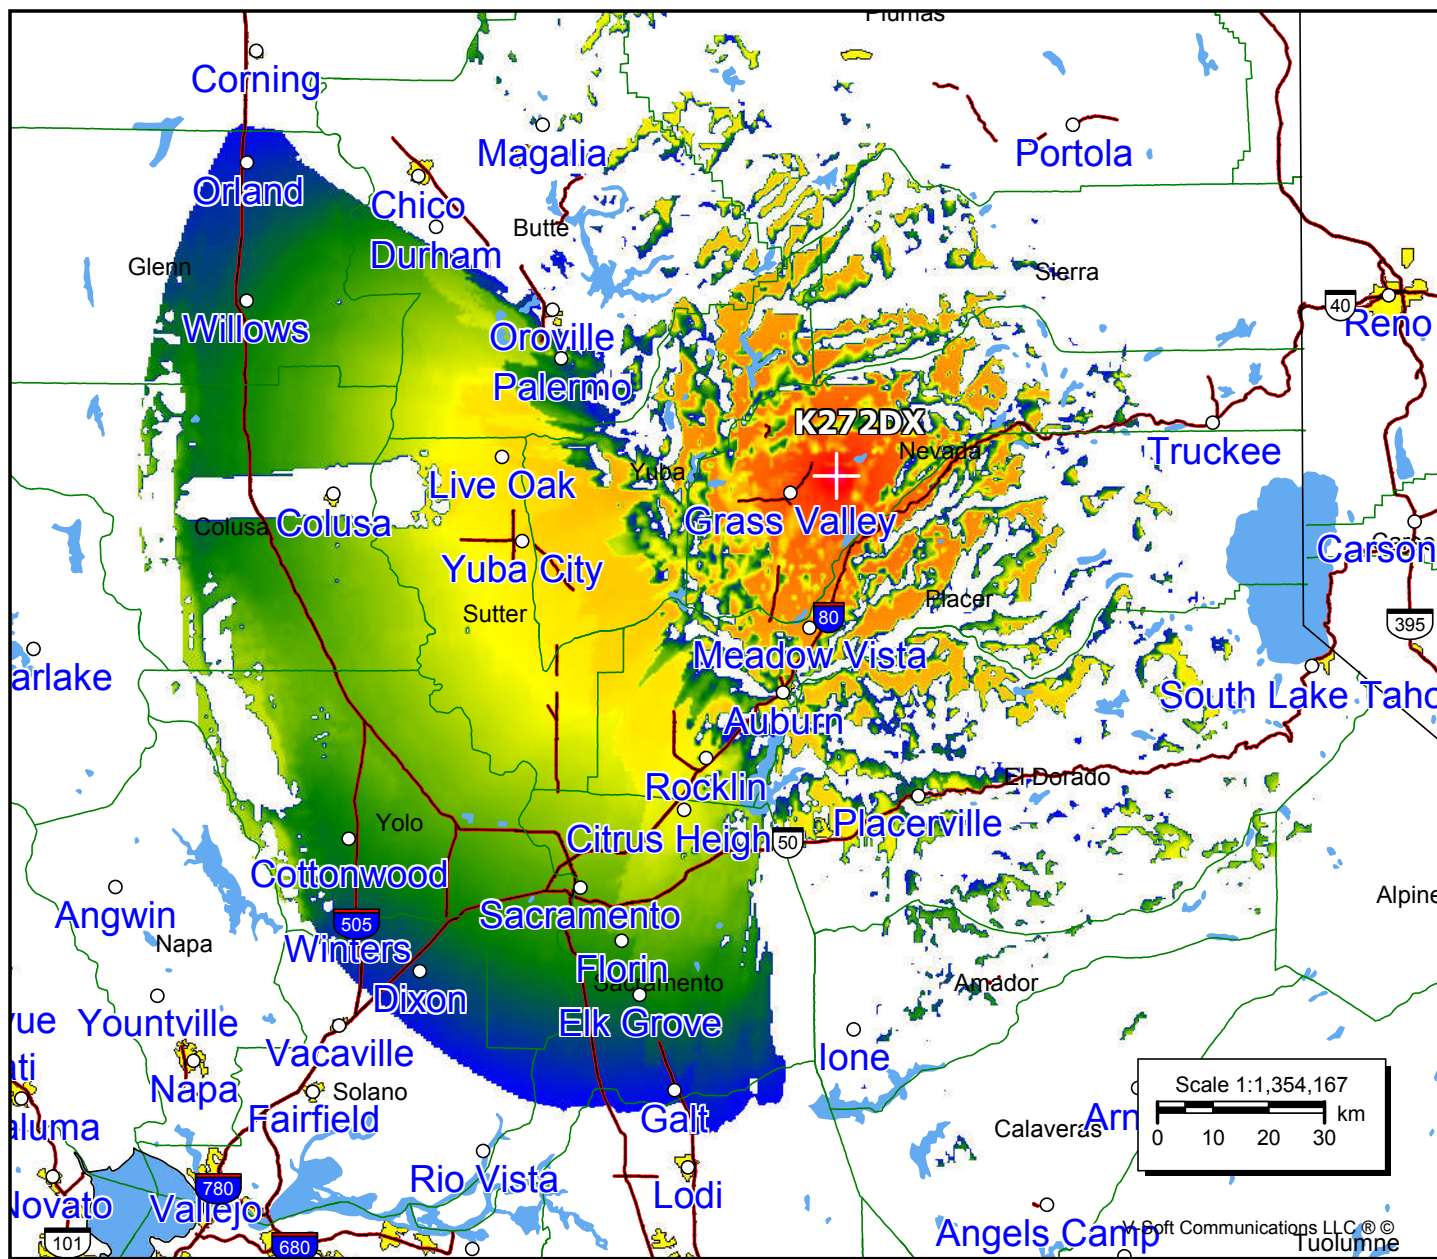 Plumas
Corning
Magalia
Portola
Orland
Chico
Butte
Durham
Glenn
Sierra
40
Willows
Oroville
Reno
Palermo
K272DX
Nevada
Truckee
Live Oak
Yuba
Colusa
Colusa
Grass Valley
Carson
Yuba City
Sutter
Placer
80
395
arlake
Meadow Vista
South Lake Taho
Auburn
Rocklin
El Dorado
Yolo
Citrus Heigh
50
Placerville
Cottonwood
Angwin
Sacramento
Alpine
505
Napa
Winters
Florin
Sacramento
Amador
Dixon
vue
Yountville
Elk Grove
Vacaville
Ione
ati
Napa
Solano
Fairfield
Galt
Scale 1:1,354,167
km
0 10 20 30
Arn
Calaveras
aluma
Rio Vista
Lodi
780
Novato
Vallejo
Angels Camp
V-Soft Communications LLC ® ©
Tuolumne
101
680